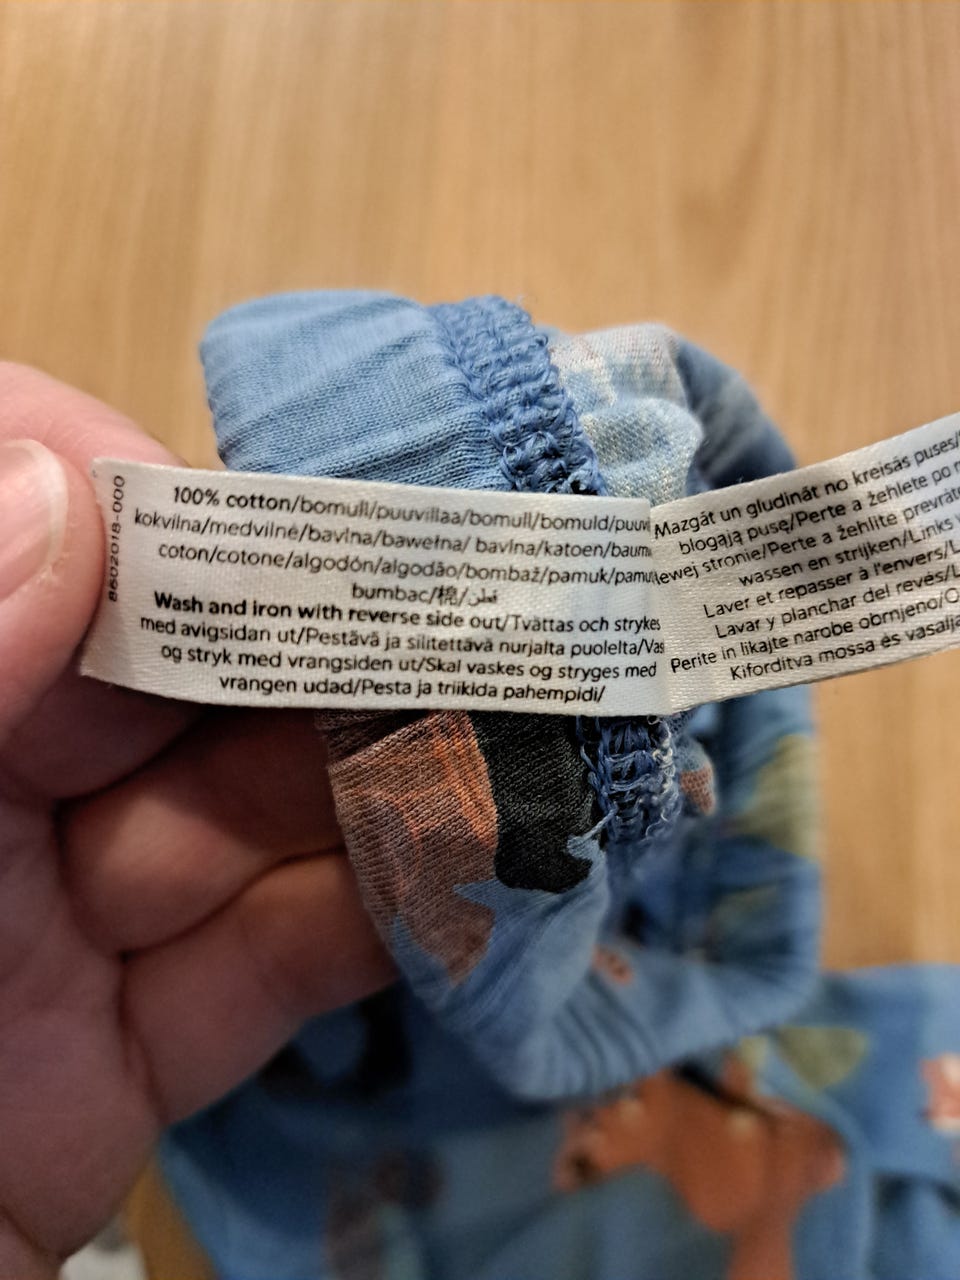 8602018-000
100% cotton/bomull/puuvillaa/bomull/bomuld/puuv
kokvilna/medvilnė/bavlna/bawełna/ bavlna/katoen/baum
coton/cotone/algodón/algodão/bombaž/pamuk/pamu
bumbac/棉/قطن
Wash and iron with reverse side out/Tvättas och strykes
med avigsidan ut/Pestävä ja silitettävä nurjalta puolelta/Vas
og stryk med vrangsiden ut/Skal vaskes og stryges med
vrangen udad/Pesta ja triikida pahempidi/
Mazgāt un gludināt no kreisās puses/
blogąją pusę/Perte a žehlete po
lewej stronie/Perte a žehlite prevrát
wassen en strijken/Links
Laver et repasser à l'envers/L
Lavar y planchar del revés/L
Perite in likajte narobe obrnjeno/O
Kifordítva mossa és vasalja